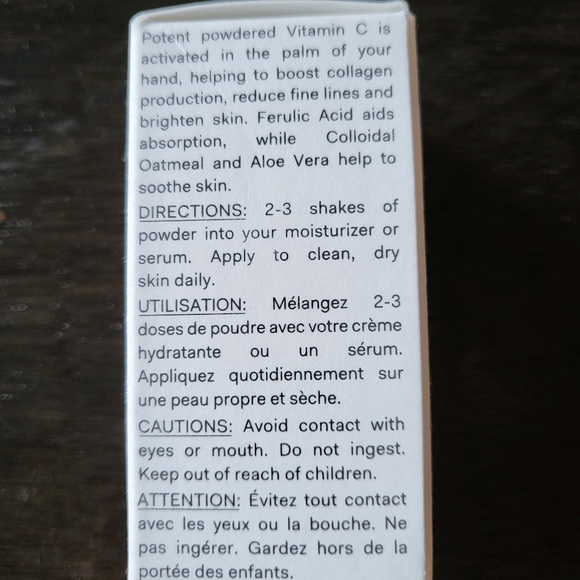 Potent powdered Vitamin C is
activated in the palm of your
hand, helping to boost collagen
production, reduce fine lines and
brighten skin. Ferulic Acid aids
absorption, while Colloidal
Oatmeal and Aloe Vera help to
soothe skin.
DIRECTIONS: 2-3 shakes of
powder into your moisturizer or
serum. Apply to clean, dry
skin daily.
UTILISATION: Mélangez 2-3
doses de poudre avec votre crème
hydratante ou un sérum.
Appliquez quotidiennement sur
une peau propre et sèche.
CAUTIONS: Avoid contact with
eyes or mouth. Do not ingest.
Keep out of reach of children.
ATTENTION: Évitez tout contact
avec les yeux ou la bouche. Ne
pas ingérer. Gardez hors de la
portée des enfants.